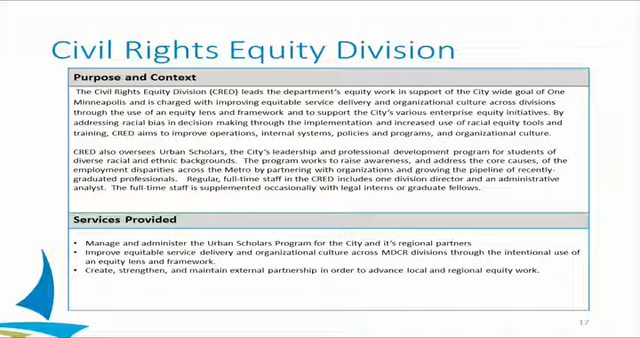 Civil Rights Equity Division
Purpose and Context
The Civil Rights Equity Division (CRED) leads the department's equity work in support of the City wide goal of One
Minneapolis and is charged with improving equitable service delivery and organizational culture across divisions
through the use of an equity lens and framework and to support the City's various enterprise equity initiatives. By
addressing racial bias in decision making through the implementation and increased use of racial equity tools and
training, CRED aims to improve operations, internal systems, policies and programs, and organizational culture.
CRED also oversees Urban Scholars, the City's leadership and professional development program for students of
diverse racial and ethnic backgrounds. The program works to raise awareness, and address the core causes, of the
employment disparities across the Metro by partnering with organizations and growing the pipeline of recently-
graduated professionals. Regular, full-time staff in the CRED includes one division director and an administrative
analyst. The full-time staff is supplemented occasionally with legal interns or graduate fellows.
Services Provided
• Manage and administer the Urban Scholars Program for the City and it's regional partners
• Improve equitable service delivery and organizational culture across MDCR divisions through the intentional use of
an equity lens and framework.
• Create, strengthen, and maintain external partnership in order to advance local and regional equity work.
17